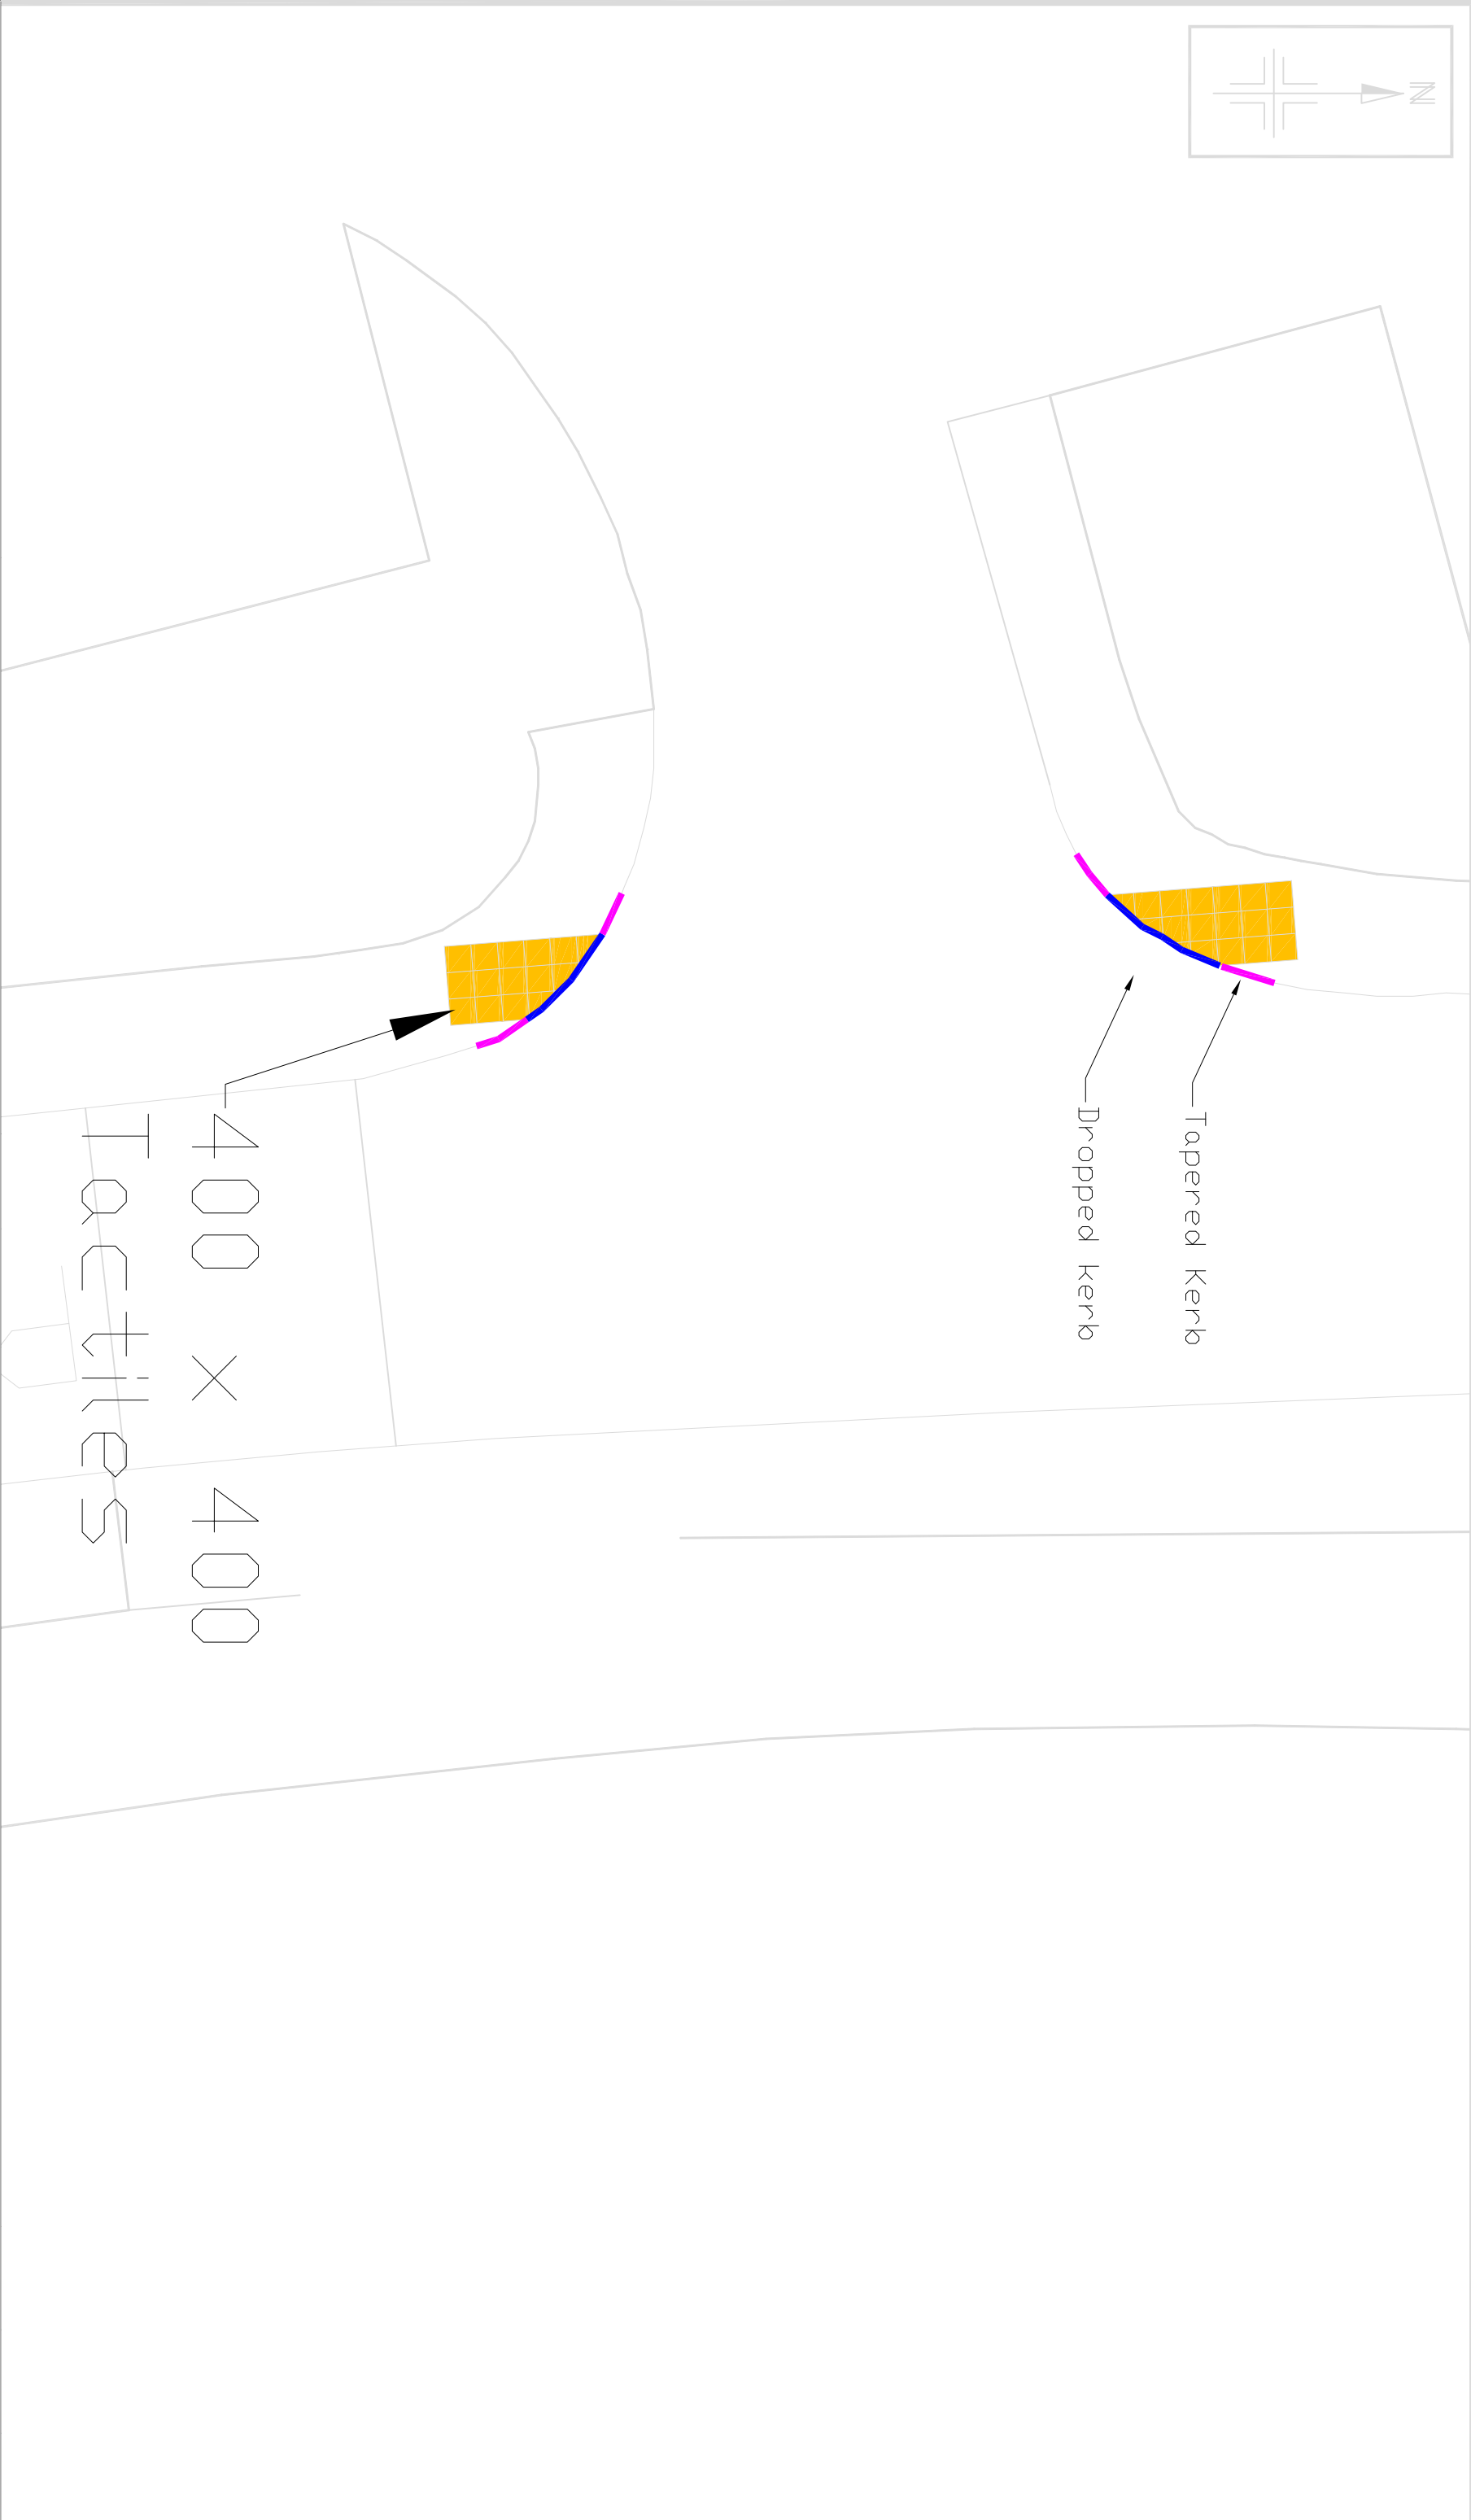 N
Tapered Kerb
Dropped kerb
400 x 400
Tactiles